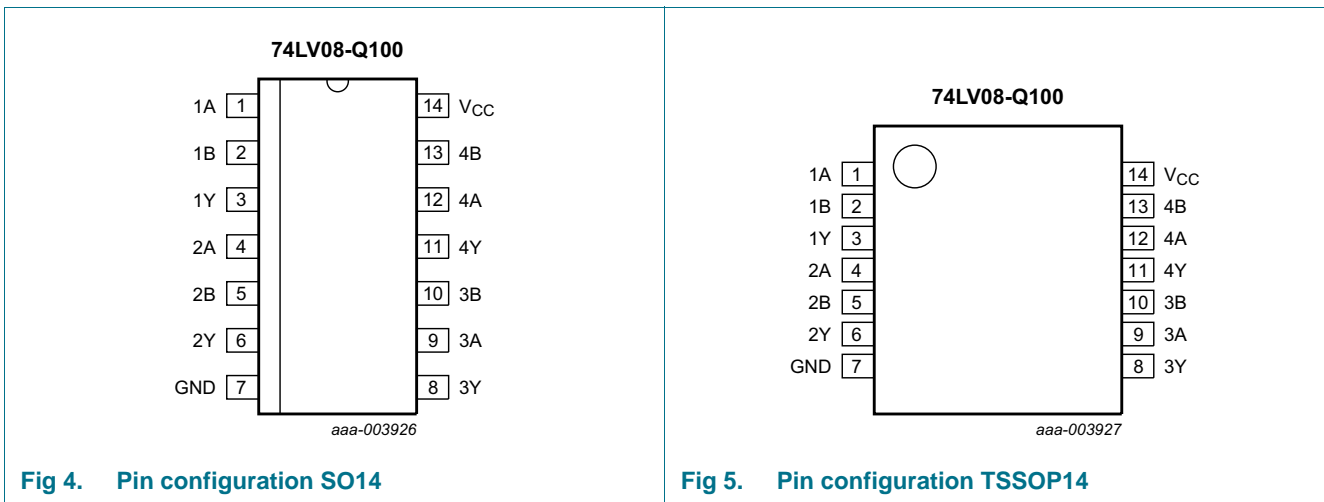 74LV08-Q100
1A 1
14 VCC
1B 2
13 4B
1Y 3
12 4A
2A 4
11 4Y
2B 5
10 3B
2Y 6
9 3A
GND 7
8 3Y
aaa-003926
Fig 4. Pin configuration SO14
74LV08-Q100
1A 1
14 VCC
1B 2
13 4B
1Y 3
12 4A
2A 4
11 4Y
2B 5
10 3B
2Y 6
9 3A
GND 7
8 3Y
aaa-003927
Fig 5. Pin configuration TSSOP14